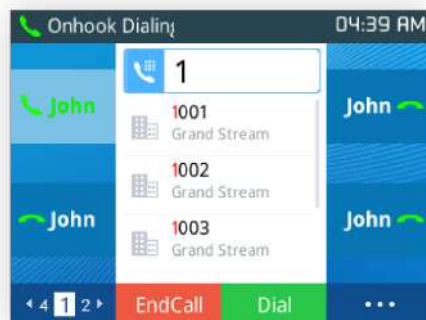 Onhook Dialing
04:39 AM
1
John
John
1001
Grand Stream
1002
Grand Stream
John
John
1003
Grand Stream
4 1 2
EndCall
Dial
...